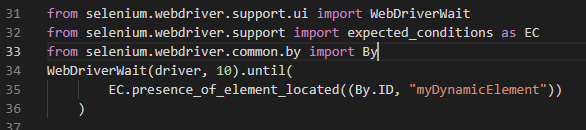 31 from selenium.webdriver.support.ui import WebDriverWait
32 from selenium.webdriver.support import expected_conditions as EC
33 from selenium.webdriver.common.by import By
34 WebDriverWait(driver, 10).until(
35         EC.presence_of_element_located((By.ID, "myDynamicElement"))
36     )
37